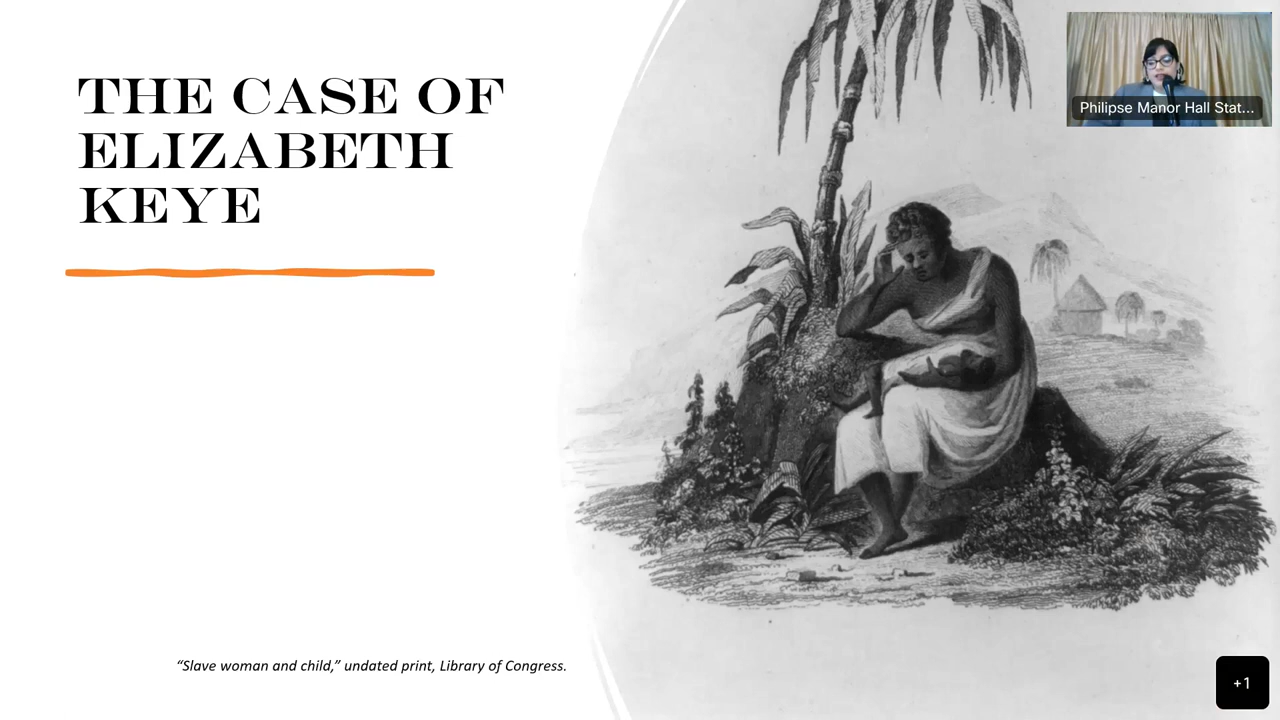 THE CASE OF
ELIZABETH
KEYE
Philipse Manor Hall Stat...
“Slave woman and child,” undated print, Library of Congress.
+1